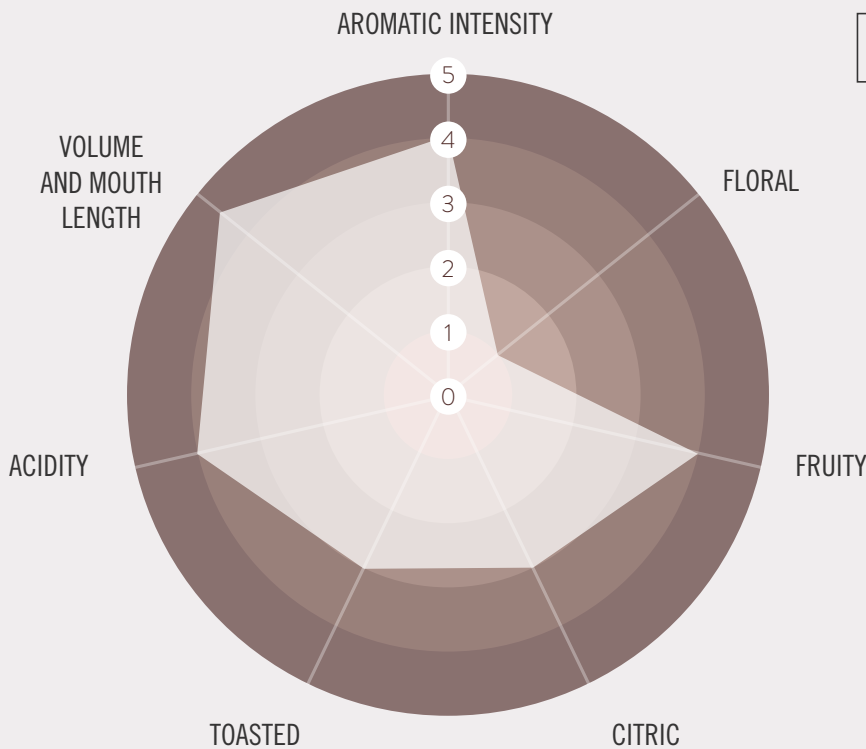 AROMATIC INTENSITY
5
4
3
2
1
0
VOLUME
AND MOUTH
LENGTH
FLORAL
ACIDITY
FRUITY
TOASTED
CITRIC